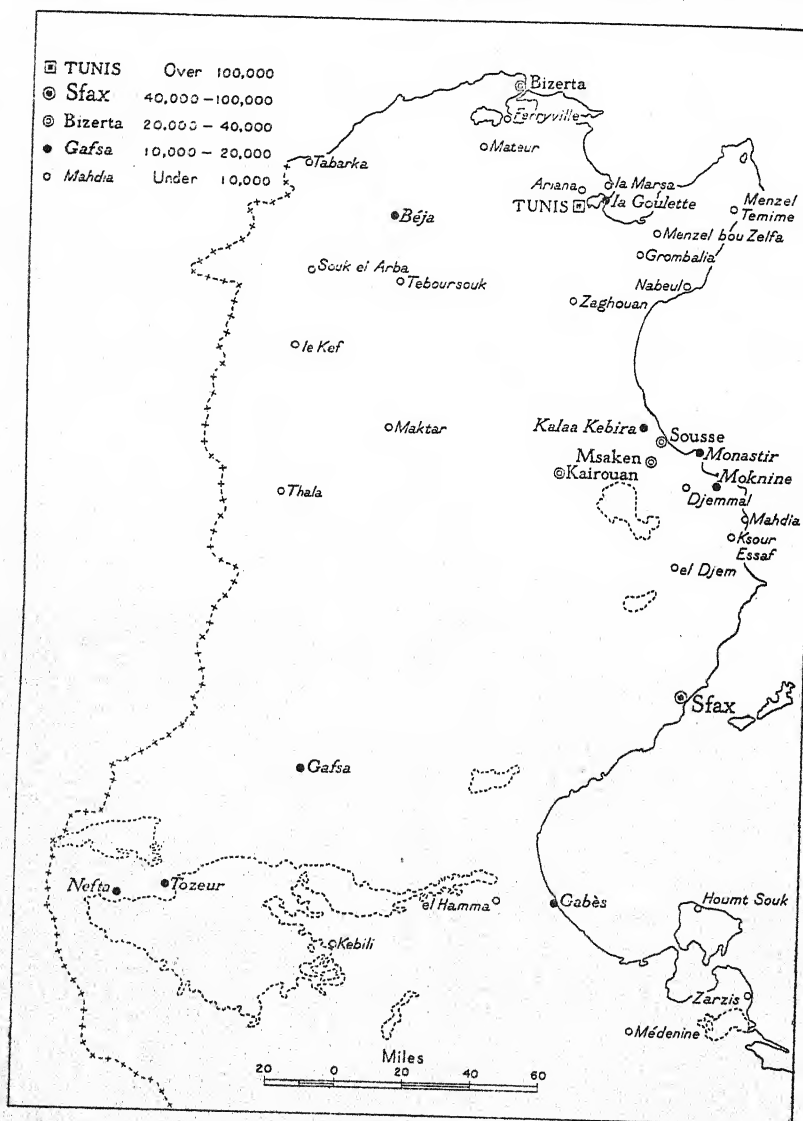 TUNIS Over 100,000
Sfax 40,000 – 100,000
Bizerta 20,000 – 40,000
Gafsa 10,000 – 20,000
Mahdia Under 10,000
Bizerta
Ferryville
Mateur
Tabarka
Ariana
la Marsa
TUNIS
la Goulette
Menzel
Temime
Béja
Menzel bou Zelfa
Grombalia
Souk el Arba
Teboursouk
Nabeul
Zaghouan
le Kef
Maktar
Kalaa Kebira
Sousse
Monastir
Msaken
Kairouan
Moknine
Thala
Djemmal
Mahdia
Ksour
Essaf
el Djem
Sfax
Gafsa
Nefta
Tozeur
el Hamma
Gabès
Houmt Souk
Kebili
Zarzis
Médenine
Miles
20 0 20 40 60